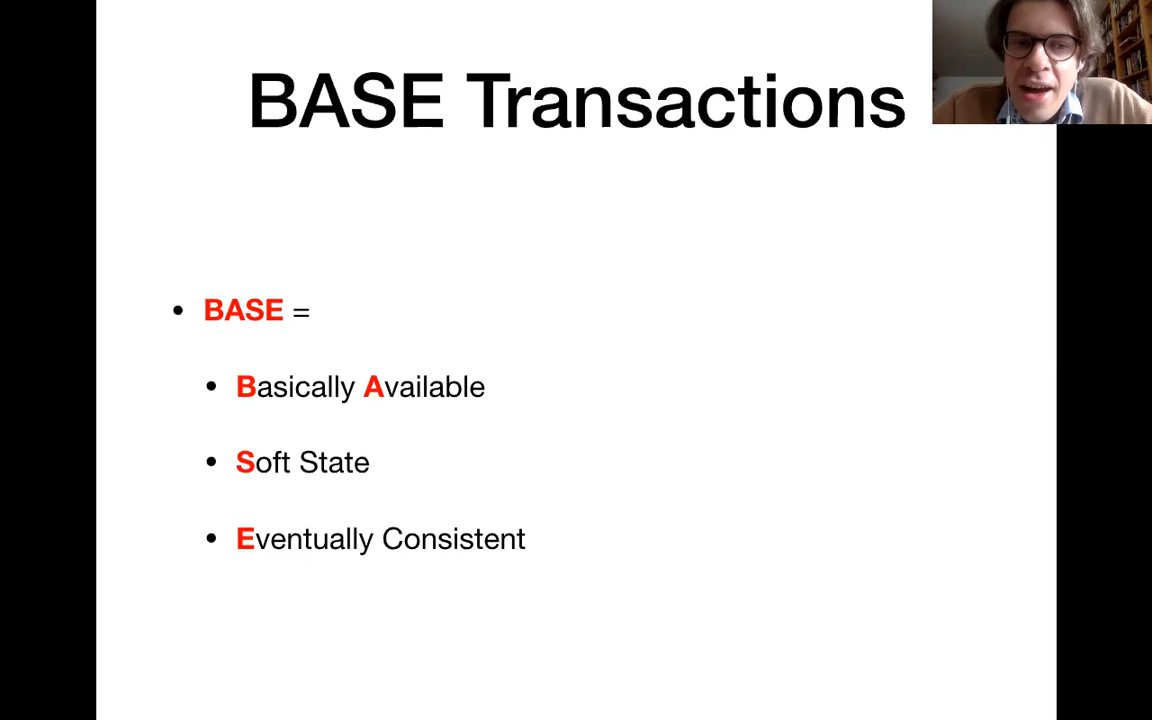 BASE Transactions
• BASE =
• Basically Available
• Soft State
• Eventually Consistent